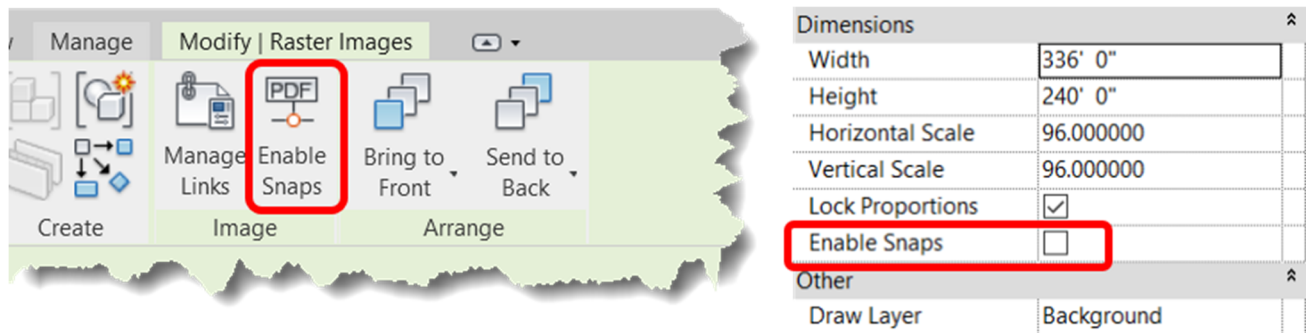 Manage
Modify | Raster Images
PDF
Manage Links
Enable Snaps
Bring to Front
Send to Back
Create
Image
Arrange
Dimensions
Width 336' 0"
Height 240' 0"
Horizontal Scale 96.000000
Vertical Scale 96.000000
Lock Proportions
Enable Snaps
Other
Draw Layer Background